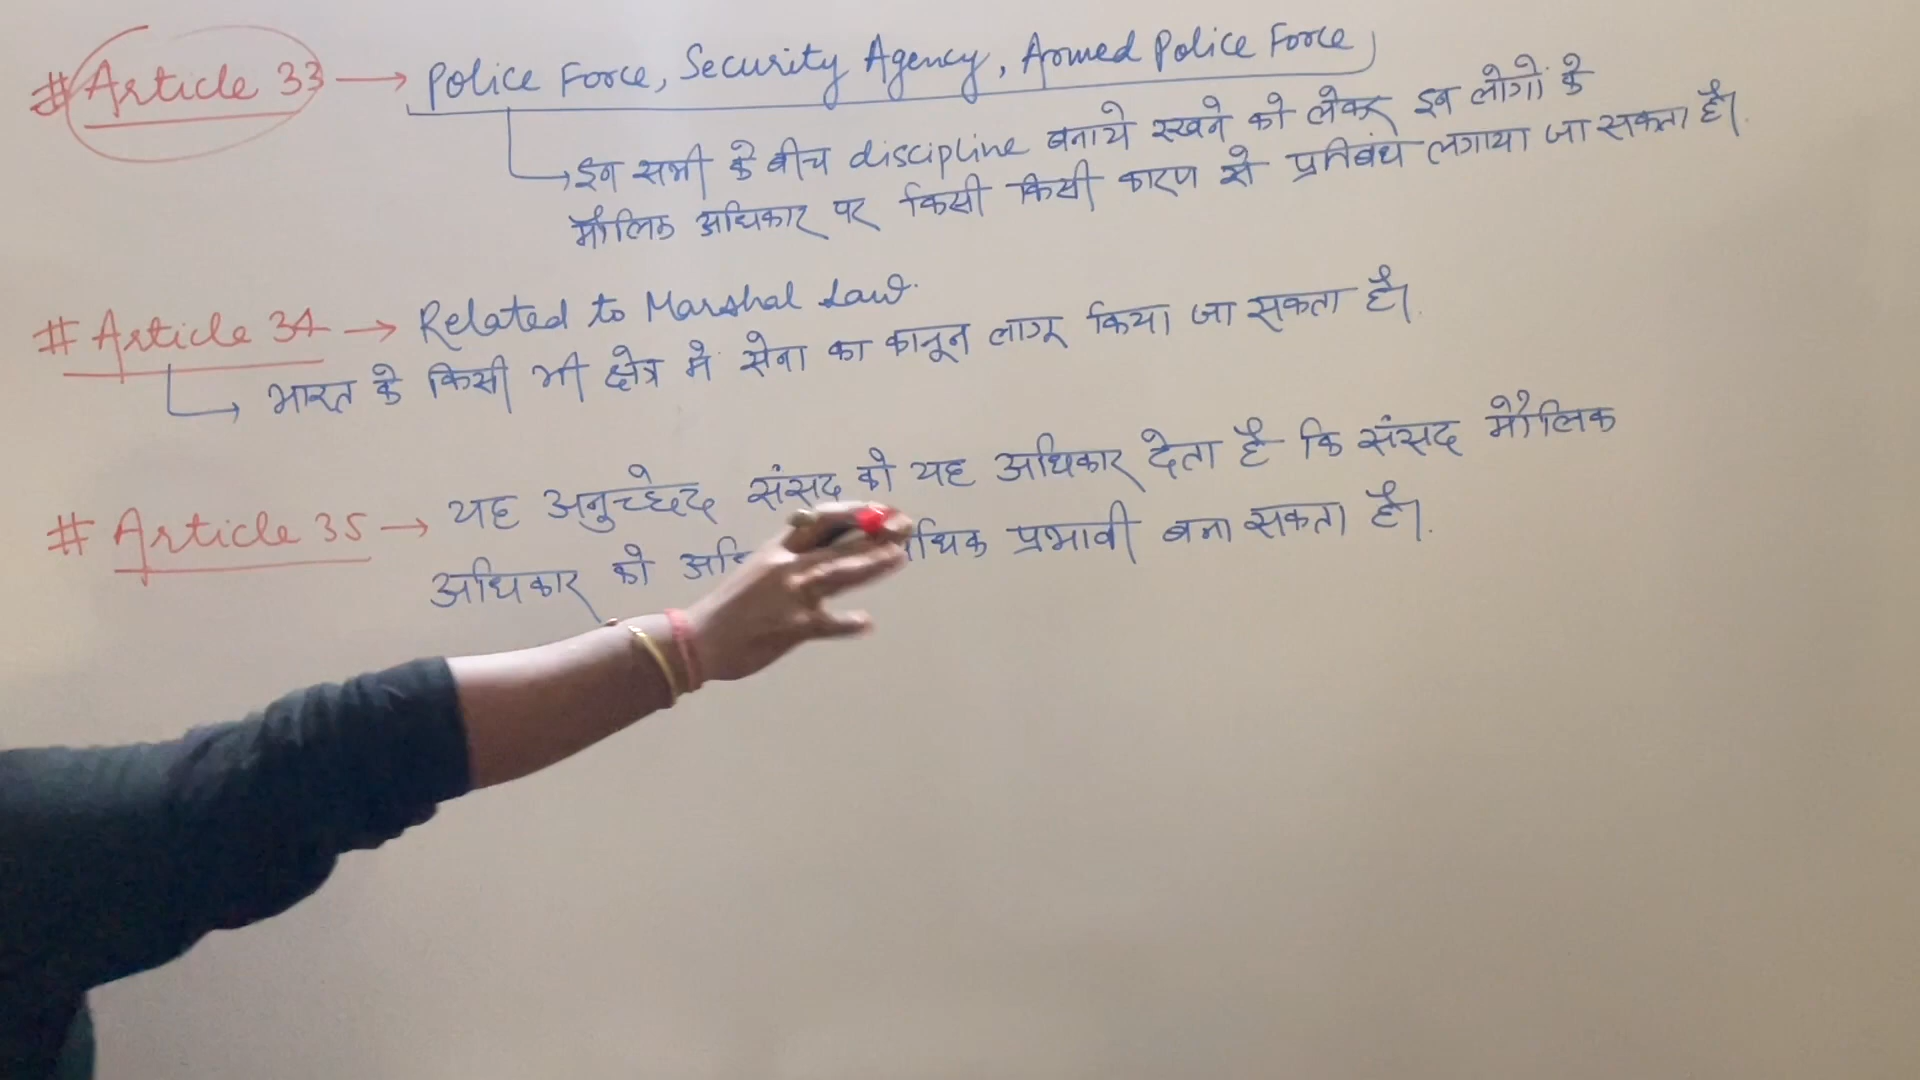 # Article 33 → Police Force, Security Agency, Armed Police Force
→ इन सभी के बीच discipline बनाये रखने को लेकर इन लोगों के
मौलिक अधिकार पर किसी किसी कारण से प्रतिबंध लगाया जा सकता है।
# Article 34 → Related to Marshal Law.
→ भारत के किसी भी क्षेत्र में सेना का कानून लागू किया जा सकता है।
# Article 35 → यह अनुच्छेद संसद को यह अधिकार देता है कि संसद मौलिक
अधिकार को प्रभावी बना सकता है।